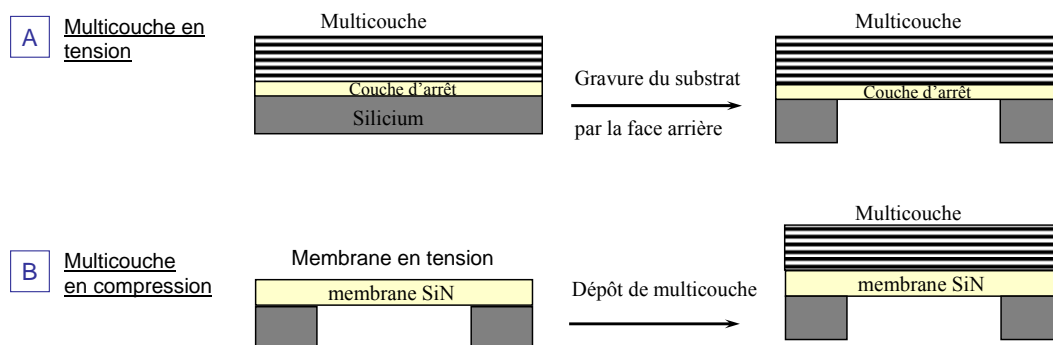 A
Multicouche en
tension
Multicouche
Couche d’arrêt
Silicium
Gravure du substrat
par la face arrière
Multicouche
Couche d’arrêt
B
Multicouche
en compression
Membrane en tension
membrane SiN
Dépôt de multicouche
Multicouche
membrane SiN